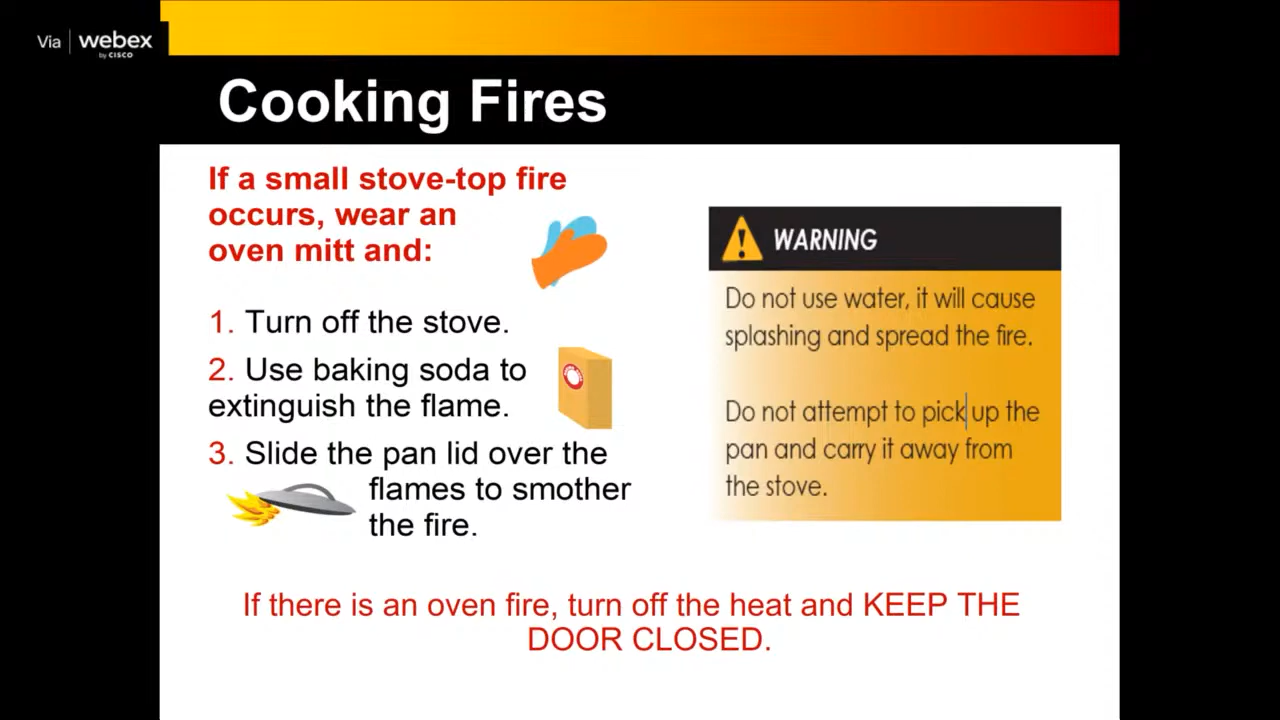 Via webex
by CISCO
Cooking Fires
If a small stove-top fire
occurs, wear an
oven mitt and:
1. Turn off the stove.
2. Use baking soda to
extinguish the flame.
3. Slide the pan lid over the
flames to smother
the fire.
WARNING
Do not use water, it will cause
splashing and spread the fire.
Do not attempt to pick up the
pan and carry it away from
the stove.
If there is an oven fire, turn off the heat and KEEP THE
DOOR CLOSED.